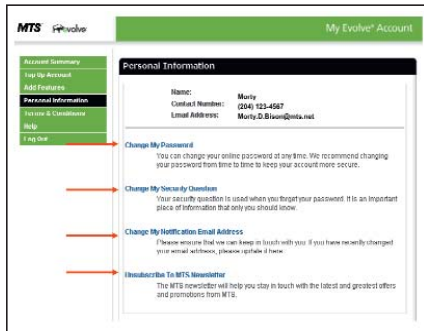 MTS evolve
My Evolve* Account
Account Summary
Top Up Account
Add Features
Personal Information
Terms & Conditions
Help
Log Out
Personal Information
Name: Morty
Contact Number: (204) 123-4567
Email Address: Morty.D.Bison@mts.net
Change My Password
You can change your online password at any time. We recommend changing
your password from time to time to keep your account more secure.
Change My Security Question
Your security question is used when you forget your password. It is an important
piece of information that only you should know.
Change My Notification Email Address
Please ensure that we can keep in touch with you. If you have recently changed
your email address, please update it here.
Unsubscribe To MTS Newsletter
The MTS newsletter will help you stay in touch with the latest and greatest offers
and promotions from MTS.